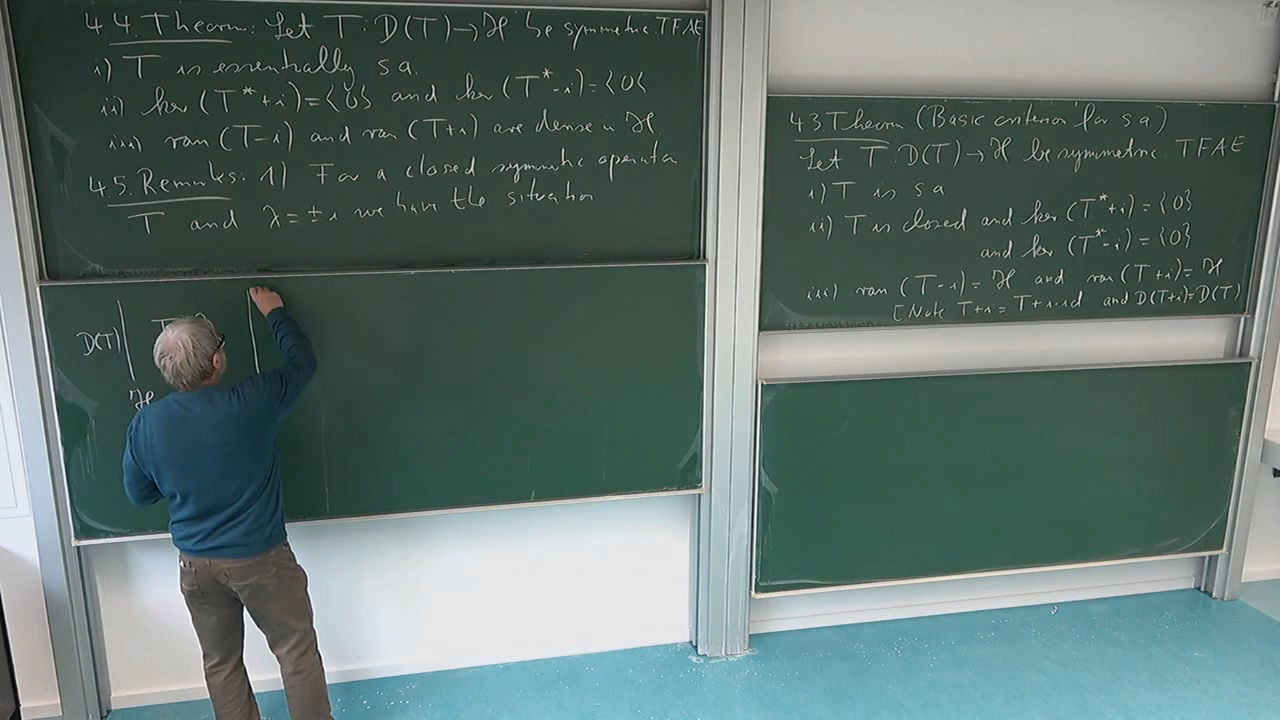 4.4. Theorem: Let T: D(T) → ℋ be symmetric. TFAE
i) T is essentially s a.
ii) ker (T* + i) = {0} and ker (T* - i) = {0}
iii) ran (T - i) and ran (T + i) are dense in ℋ.
4.5. Remarks: 1) For a closed symmetric operator
T and λ = ± i we have the situation
D(T)
ℋ
4.3. Theorem (Basic criterion for s a)
Let T: D(T) → ℋ be symmetric. TFAE
i) T is s a
ii) T is closed and ker (T* + i) = {0}
and ker (T* - i) = {0}
iii) ran (T - i) = ℋ and ran (T + i) = ℋ
[Note T + i = T + i · id and D(T+i) = D(T)